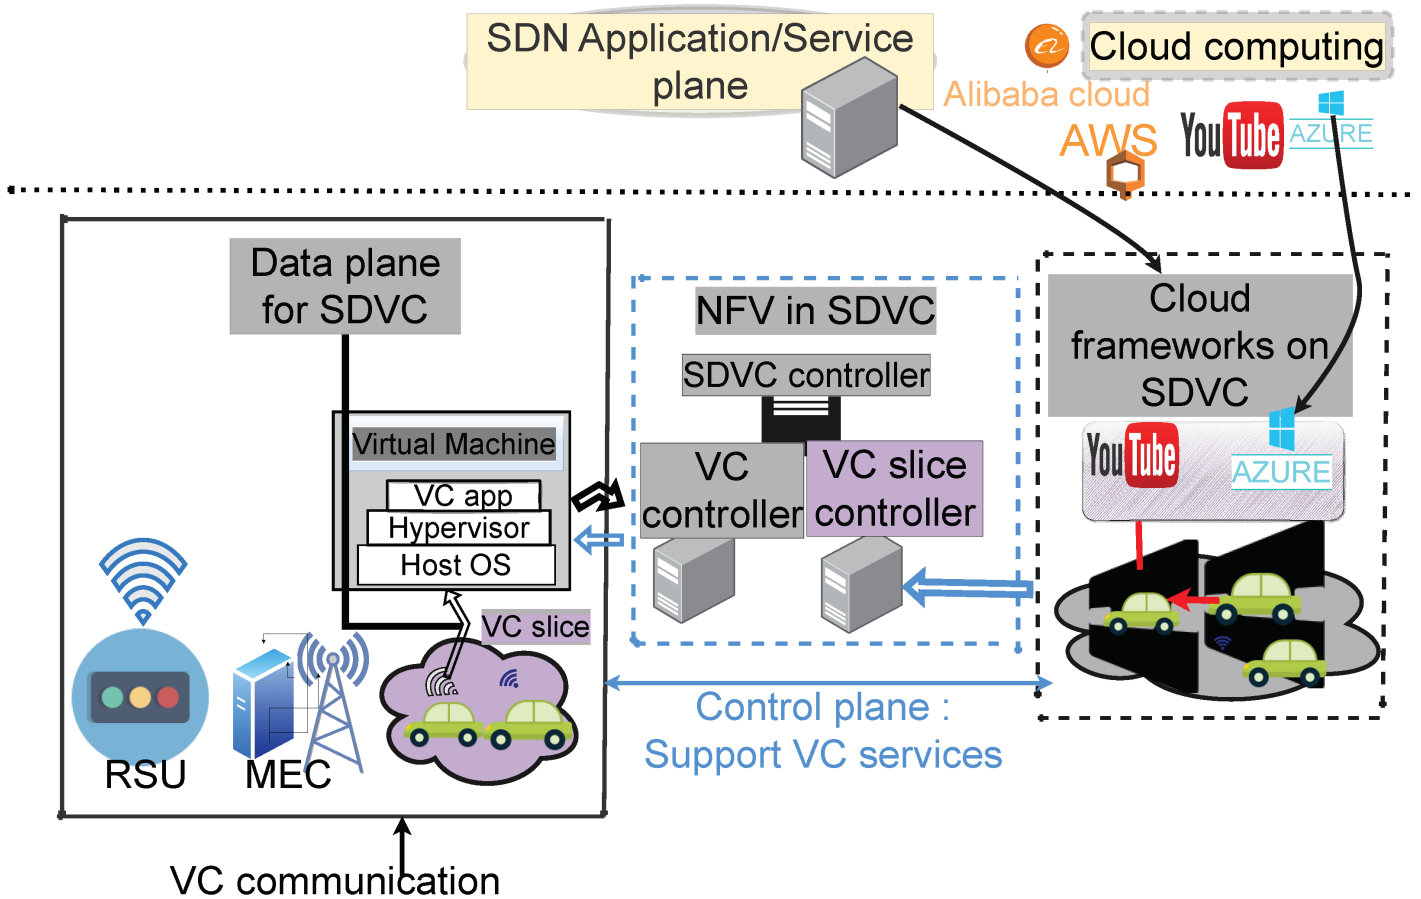 SDN Application/Service
plane
Cloud computing
Alibaba cloud
AWS
YouTube
AZURE
Data plane
for SDVC
NFV in SDVC
SDVC controller
VC
controller
VC slice
controller
Cloud
frameworks on
SDVC
YouTube
AZURE
Virtual Machine
VC app
Hypervisor
Host OS
VC slice
RSU
MEC
Control plane :
Support VC services
VC communication